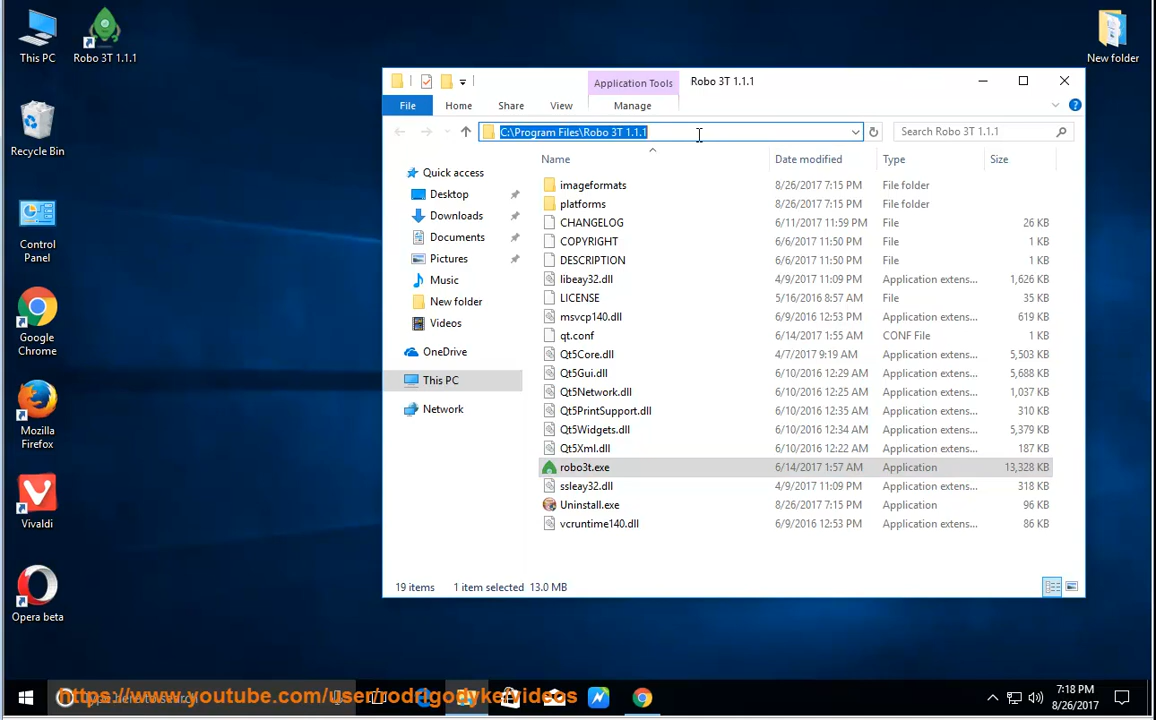 This PC
Robo 3T 1.1.1
New folder
Recycle Bin
Control
Panel
Google
Chrome
Mozilla
Firefox
Vivaldi
Opera beta
Application Tools
Robo 3T 1.1.1
File
Home
Share
View
Manage
C:\Program Files\Robo 3T 1.1.1
Search Robo 3T 1.1.1
Quick access
Desktop
Downloads
Documents
Pictures
Music
New folder
Videos
OneDrive
This PC
Network
Name Date modified Type Size
imageformats 8/26/2017 7:15 PM File folder
platforms 8/26/2017 7:15 PM File folder
CHANGELOG 6/11/2017 11:59 PM File 26 KB
COPYRIGHT 6/6/2017 11:50 PM File 1 KB
DESCRIPTION 6/6/2017 11:50 PM File 1 KB
libeay32.dll 4/9/2017 11:09 PM Application extens... 1,626 KB
LICENSE 5/16/2016 8:57 AM File 35 KB
msvcp140.dll 6/9/2016 12:53 PM Application extens... 619 KB
qt.conf 6/14/2017 1:55 AM CONF File 1 KB
Qt5Core.dll 4/7/2017 9:19 AM Application extens... 5,503 KB
Qt5Gui.dll 6/10/2016 12:29 AM Application extens... 5,688 KB
Qt5Network.dll 6/10/2016 12:25 AM Application extens... 1,037 KB
Qt5PrintSupport.dll 6/10/2016 12:35 AM Application extens... 310 KB
Qt5Widgets.dll 6/10/2016 12:34 AM Application extens... 5,379 KB
Qt5Xml.dll 6/10/2016 12:22 AM Application extens... 187 KB
robo3t.exe 6/14/2017 1:57 AM Application 13,328 KB
ssleay32.dll 4/9/2017 11:09 PM Application extens... 318 KB
Uninstall.exe 8/26/2017 7:15 PM Application 96 KB
vcruntime140.dll 6/9/2016 12:53 PM Application extens... 86 KB
19 items 1 item selected 13.0 MB
Type here to search
https://www.youtube.com/user/rodrigodykevideos
7:18 PM
8/26/2017